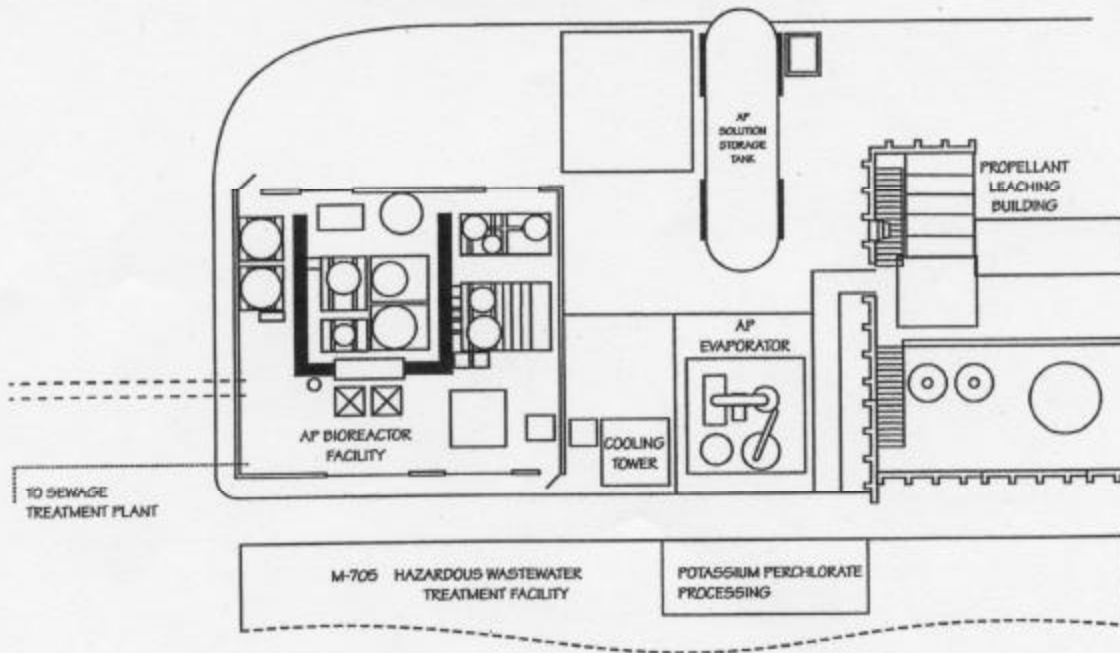 AP
SOLUTION
STORAGE
TANK
PROPELLANT
LEACHING
BUILDING
AP
EVAPORATOR
AP BIOREACTOR
FACILITY
COOLING
TOWER
TO SEWAGE
TREATMENT PLANT
M-705 HAZARDOUS WASTEWATER
TREATMENT FACILITY
POTASSIUM PERCHLORATE
PROCESSING